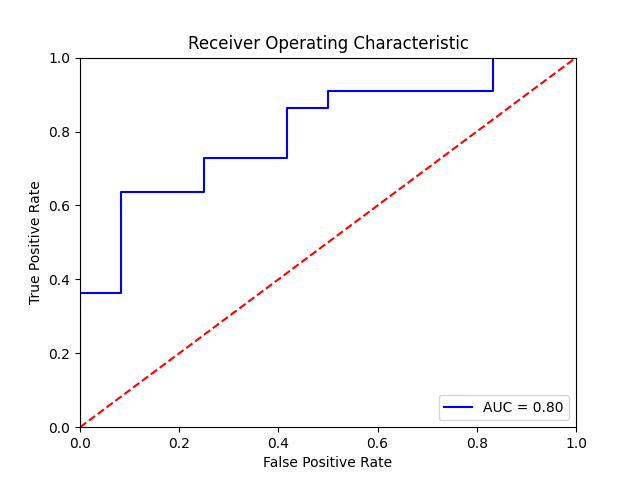 Receiver Operating Characteristic
1.0
0.8
0.6
0.4
0.2
0.0
True Positive Rate
AUC = 0.80
0.0 0.2 0.4 0.6 0.8 1.0
False Positive Rate